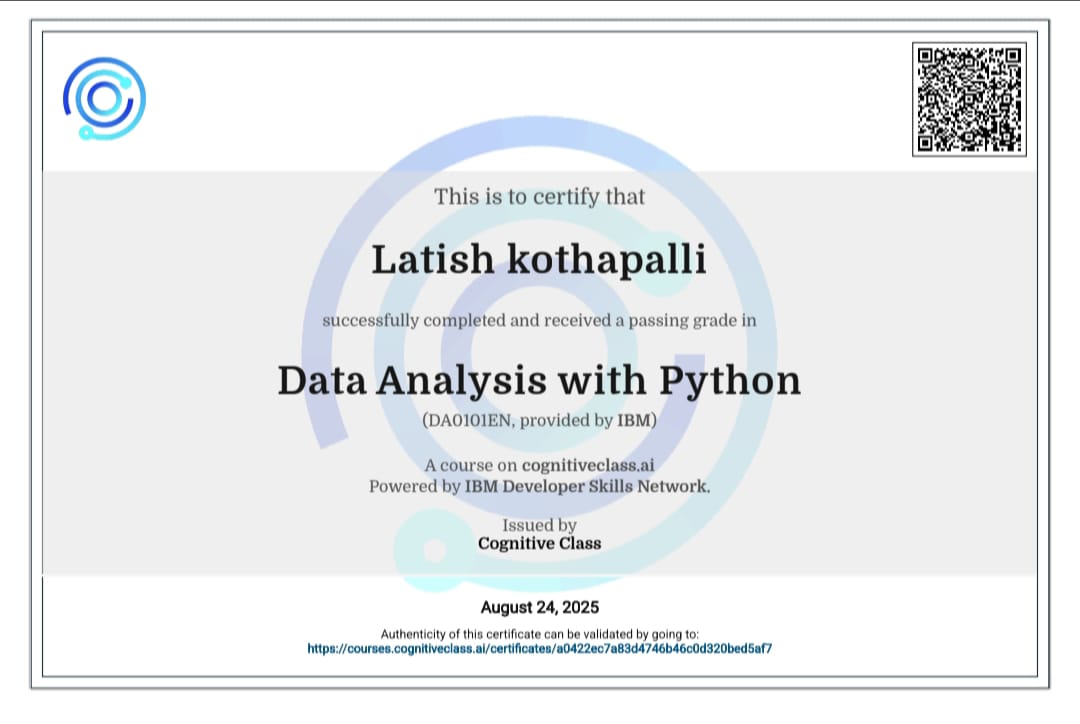 This is to certify that
Latish kothapalli
successfully completed and received a passing grade in
Data Analysis with Python
(DA0101EN, provided by IBM)
A course on cognitiveclass.ai
Powered by IBM Developer Skills Network.
Issued by
Cognitive Class
August 24, 2025
Authenticity of this certificate can be validated by going to:
https://courses.cognitiveclass.ai/certificates/a0422ec7a83d4746b46c0d320bed5af7